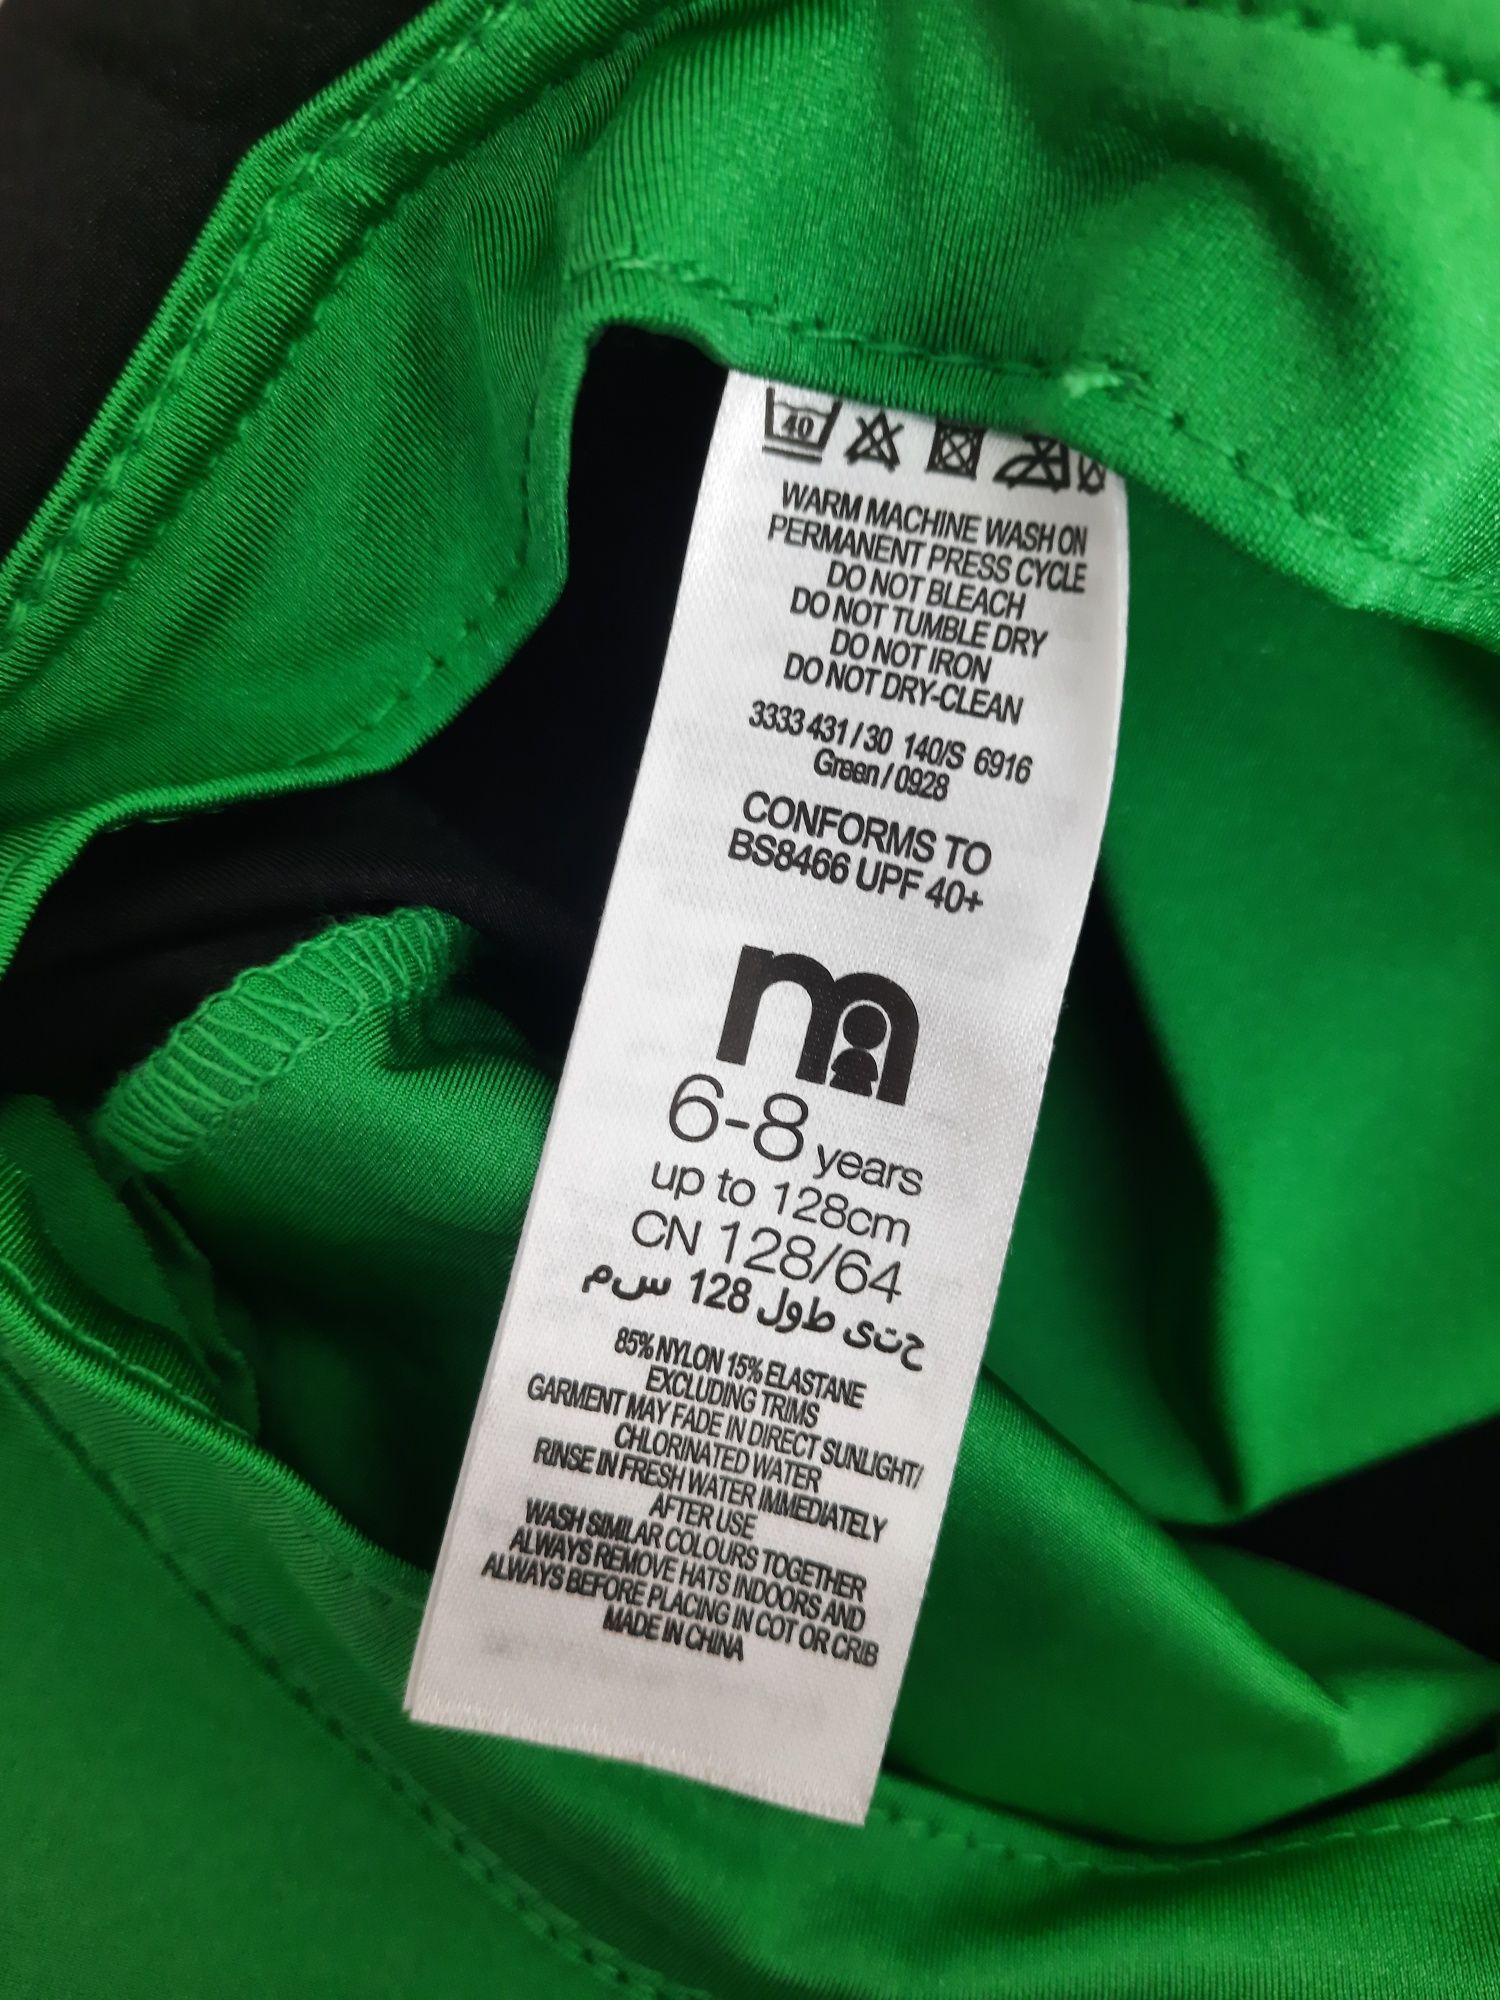 40
WARM MACHINE WASH ON
PERMANENT PRESS CYCLE
DO NOT BLEACH
DO NOT TUMBLE DRY
DO NOT IRON
DO NOT DRY-CLEAN
3333 431 / 30 140/S 6916
Green / 0928
CONFORMS TO
BS8466 UPF 40+
m
6-8 years
up to 128cm
CN 128/64
حتى طول 128 سم
85% NYLON 15% ELASTANE
EXCLUDING TRIMS
GARMENT MAY FADE IN DIRECT SUNLIGHT/
CHLORINATED WATER
RINSE IN FRESH WATER IMMEDIATELY
AFTER USE
WASH SIMILAR COLOURS TOGETHER
ALWAYS REMOVE HATS INDOORS AND
ALWAYS BEFORE PLACING IN COT OR CRIB
MADE IN CHINA